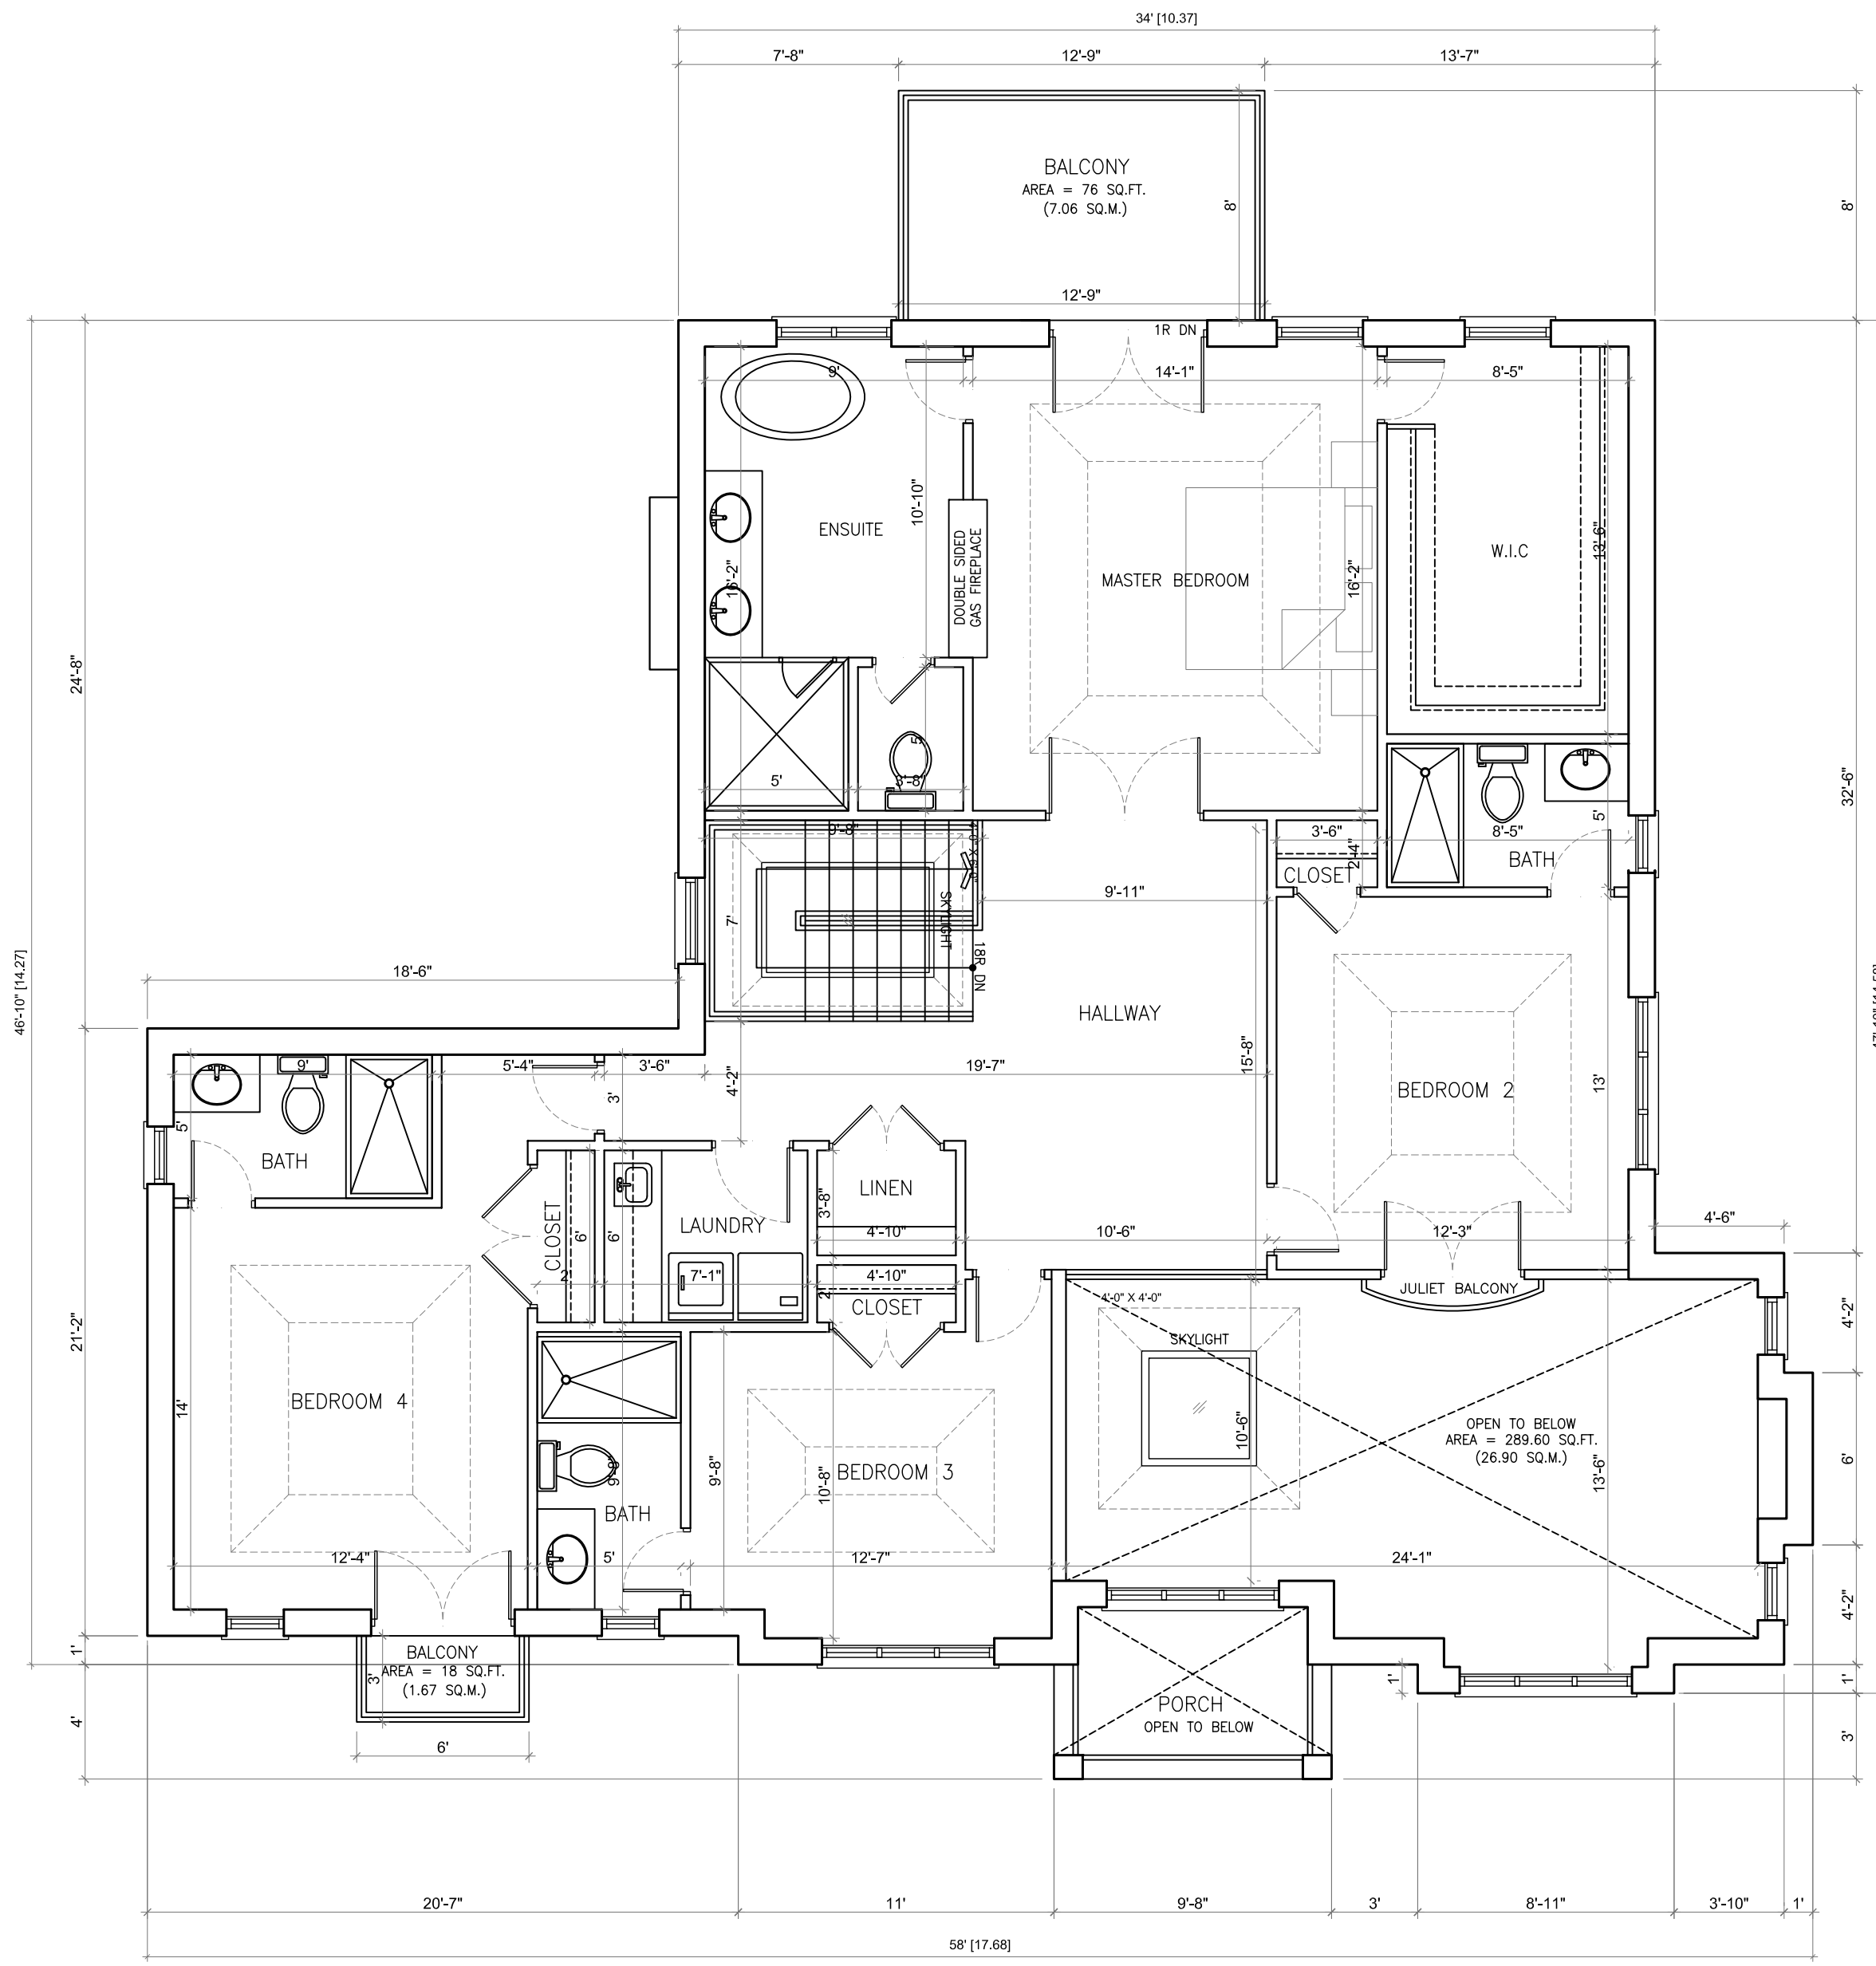 34' [10.37]
7'-8"
12'-9"
13'-7"
BALCONY
AREA = 76 SQ.FT.
(7.06 SQ.M.)
8'
8'
12'-9"
1R DN
9'
14'-1"
8'-5"
10'-10"
ENSUITE
DOUBLE SIDED
GAS FIREPLACE
W.I.C
13'-6"
16'-2"
MASTER BEDROOM
16'-2"
24'-8"
32'-6"
5'
5'
3'-8"
9'-8"
SKYLIGHT
3'-6"
2'-4"
CLOSET
8'-5"
5'
BATH
9'-11"
7'
18R DN
18'-6"
46'-10" [14.27]
HALLWAY
15'-8"
9'
5'-4"
3'-6"
19'-7"
4'-2"
3'
BEDROOM 2
13'
5'
BATH
LINEN
3'-8"
CLOSET
6'
6'
LAUNDRY
4'-10"
10'-6"
12'-3"
4'-6"
2'
7'-1"
4'-10"
2'
CLOSET
JULIET BALCONY
4'-0" X 4'-0"
SKYLIGHT
4'-2"
21'-2"
14'
BEDROOM 4
9'-8"
9'-8"
10'-8"
BEDROOM 3
10'-6"
OPEN TO BELOW
AREA = 289.60 SQ.FT.
(26.90 SQ.M.)
13'-6"
6'
BATH
12'-4"
5'
12'-7"
24'-1"
4'-2"
1'
BALCONY
AREA = 18 SQ.FT.
(1.67 SQ.M.)
3'
1'
1'
PORCH
OPEN TO BELOW
4'
3'
6'
20'-7"
11'
9'-8"
3'
8'-11"
3'-10"
1'
58' [17.68]